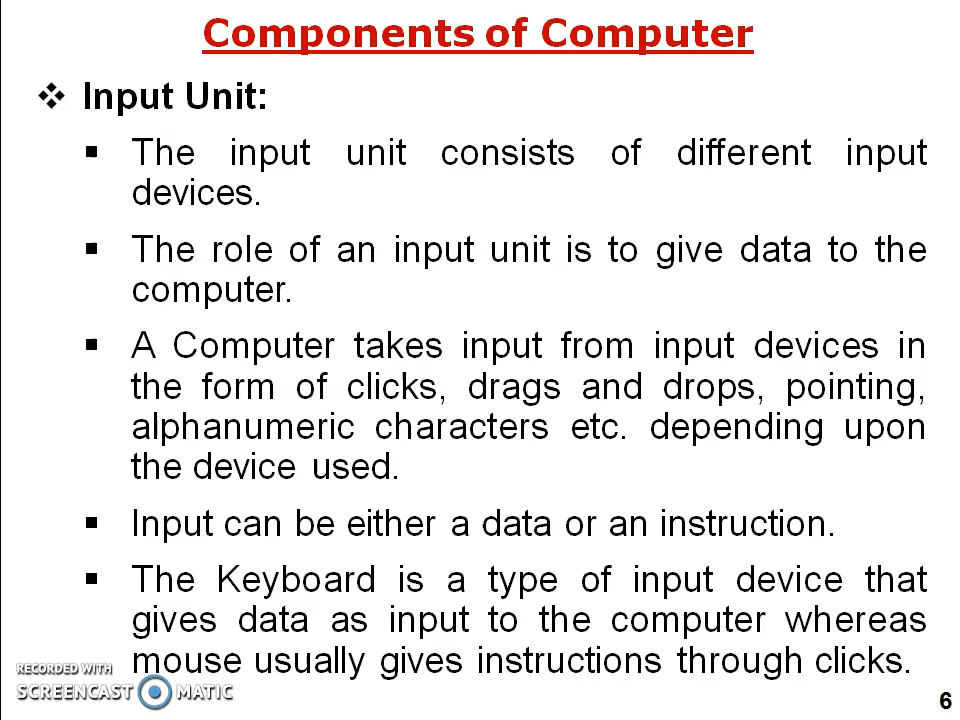 Components of Computer
❖ Input Unit:
▪ The input unit consists of different input
devices.
▪ The role of an input unit is to give data to the
computer.
▪ A Computer takes input from input devices in
the form of clicks, drags and drops, pointing,
alphanumeric characters etc. depending upon
the device used.
▪ Input can be either a data or an instruction.
▪ The Keyboard is a type of input device that
gives data as input to the computer whereas
mouse usually gives instructions through clicks.
RECORDED WITH
SCREENCAST MATIC
6